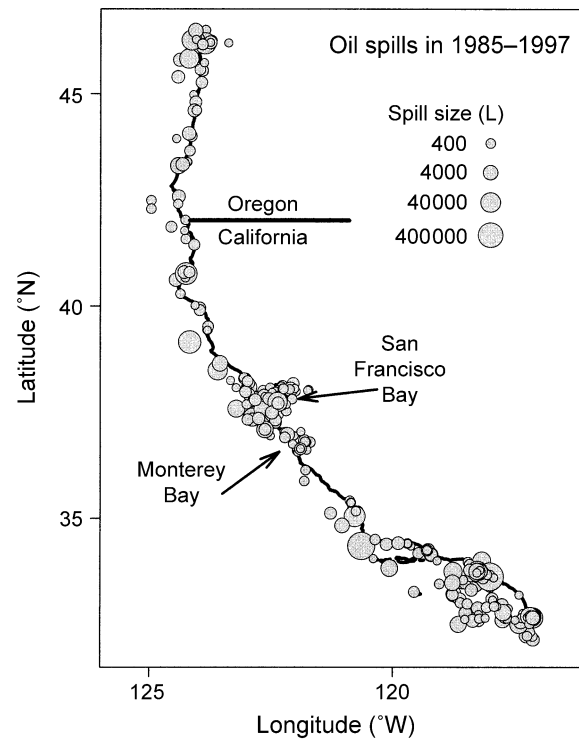 Oil spills in 1985–1997
Spill size (L)
400
4000
40000
400000
Oregon
California
San
Francisco
Bay
Monterey
Bay
Latitude (˚N)
45
40
35
125
120
Longitude (˚W)